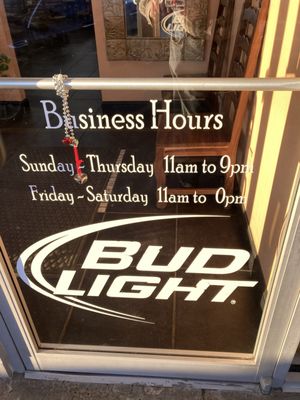 Business Hours
Sunday - Thursday 11am to 9pm
Friday - Saturday 11am to 0pm
BUD
LIGHT®